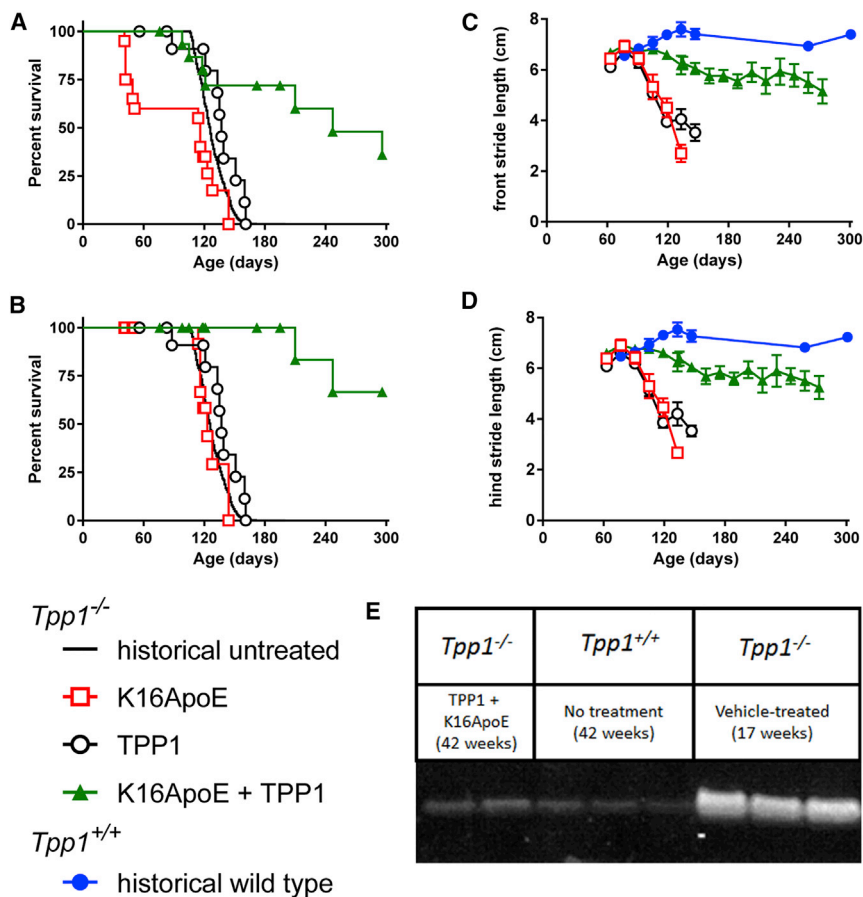 A
Percent survival
100
75
50
25
0
0 60 120 180 240 300
Age (days)
B
Percent survival
100
75
50
25
0
0 60 120 180 240 300
Age (days)
C
front stride length (cm)
8
6
4
2
0
0 60 120 180 240 300
Age (days)
D
hind stride length (cm)
8
6
4
2
0
0 60 120 180 240 300
Age (days)
Tpp1-/-
historical untreated
K16ApoE
TPP1
K16ApoE + TPP1
Tpp1+/+
historical wild type
E
Tpp1-/- Tpp1+/+ Tpp1-/-
TPP1 +
K16ApoE
(42 weeks)
No treatment
(42 weeks)
Vehicle-treated
(17 weeks)